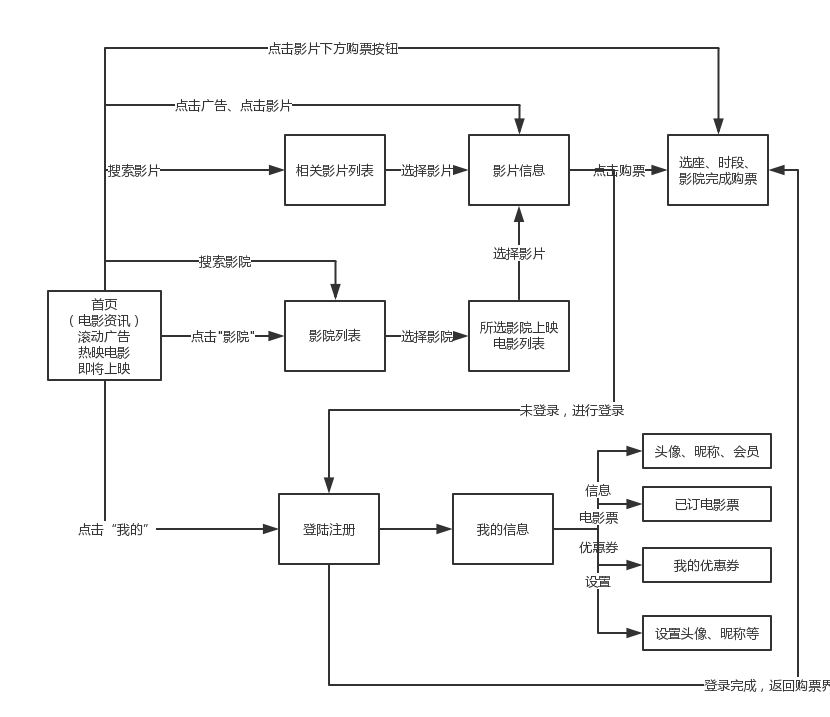 点击影片下方购票按钮
点击广告、点击影片
搜索影片
相关影片列表
选择影片
影片信息
点击购票
选座、时段、
影院完成购票
选择影片
搜索影院
首页
（电影资讯）
滚动广告
热映电影
即将上映
点击"影院"
影院列表
选择影院
所选影院上映
电影列表
未登录，进行登录
头像、昵称、会员
信息
已订电影票
电影票
点击“我的”
登陆注册
我的信息
优惠券
我的优惠券
设置
设置头像、昵称等
登录完成，返回购票界